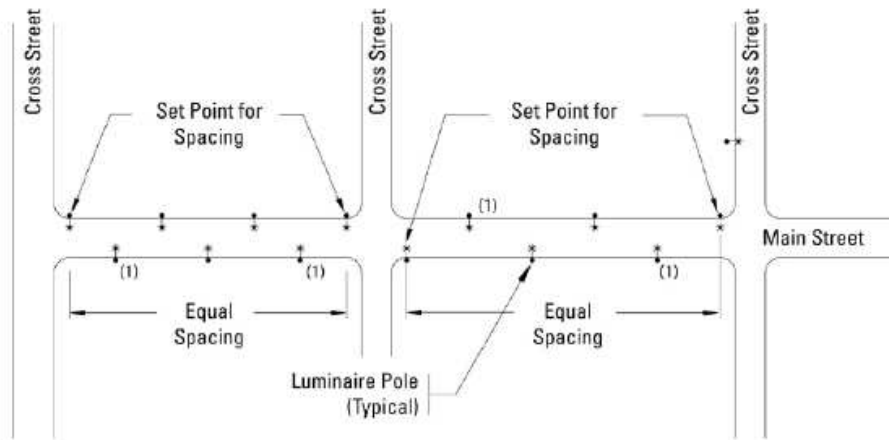 Cross Street
Cross Street
Cross Street
Set Point for
Spacing
Set Point for
Spacing
(1)
Main Street
(1)
(1)
(1)
Equal
Spacing
Equal
Spacing
Luminaire Pole
(Typical)